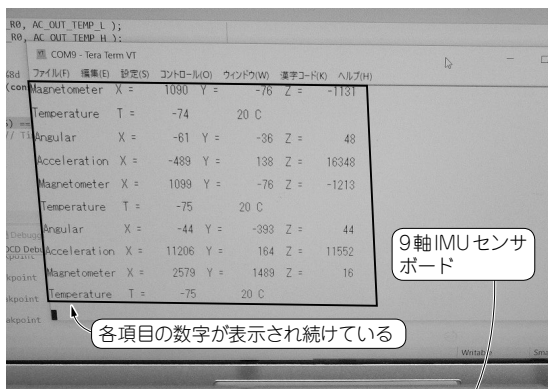 _R0, AC_OUT_TEMP_L );
_R0, AC_OUT_TEMP_H );
COM9 - Tera Term VT
ファイル(F) 編集(E) 設定(S) コントロール(O) ウィンドウ(W) 漢字コード(K) ヘルプ(H)
Magnetometer X = 1090 Y = -76 Z = -1131
Temperature T = -74 20 C
Angular X = -61 Y = -36 Z = 48
Acceleration X = -489 Y = 138 Z = 16348
Magnetometer X = 1099 Y = -76 Z = -1213
Temperature T = -75 20 C
Angular X = -44 Y = -393 Z = 44
Acceleration X = 11206 Y = 164 Z = 11552
Magnetometer X = 2579 Y = 1489 Z = 16
Temperature T = -75 20 C
9軸IMUセンサ
ボード
各項目の数字が表示され続けている
Writable